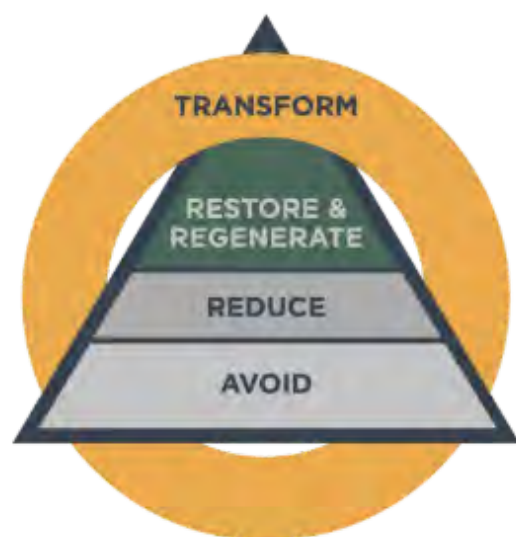 TRANSFORM
RESTORE &
REGENERATE
REDUCE
AVOID